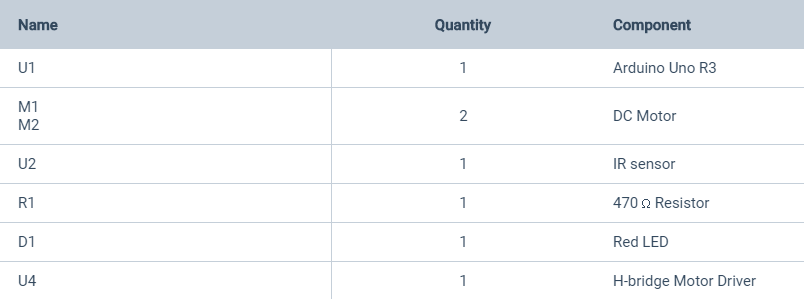 Name Quantity Component
U1 1 Arduino Uno R3
M1
M2 2 DC Motor
U2 1 IR sensor
R1 1 470 Ω Resistor
D1 1 Red LED
U4 1 H-bridge Motor Driver